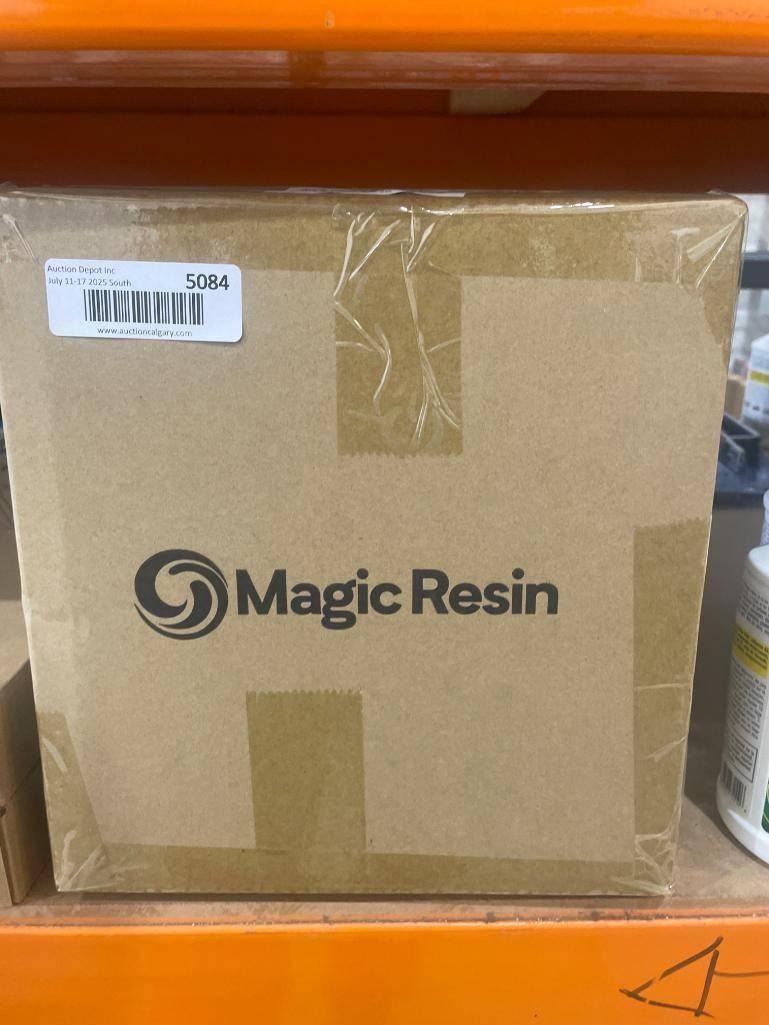 Auction Depot Inc
July 11-17 2025 South
5084
www.auctioncalgary.com
Magic Resin